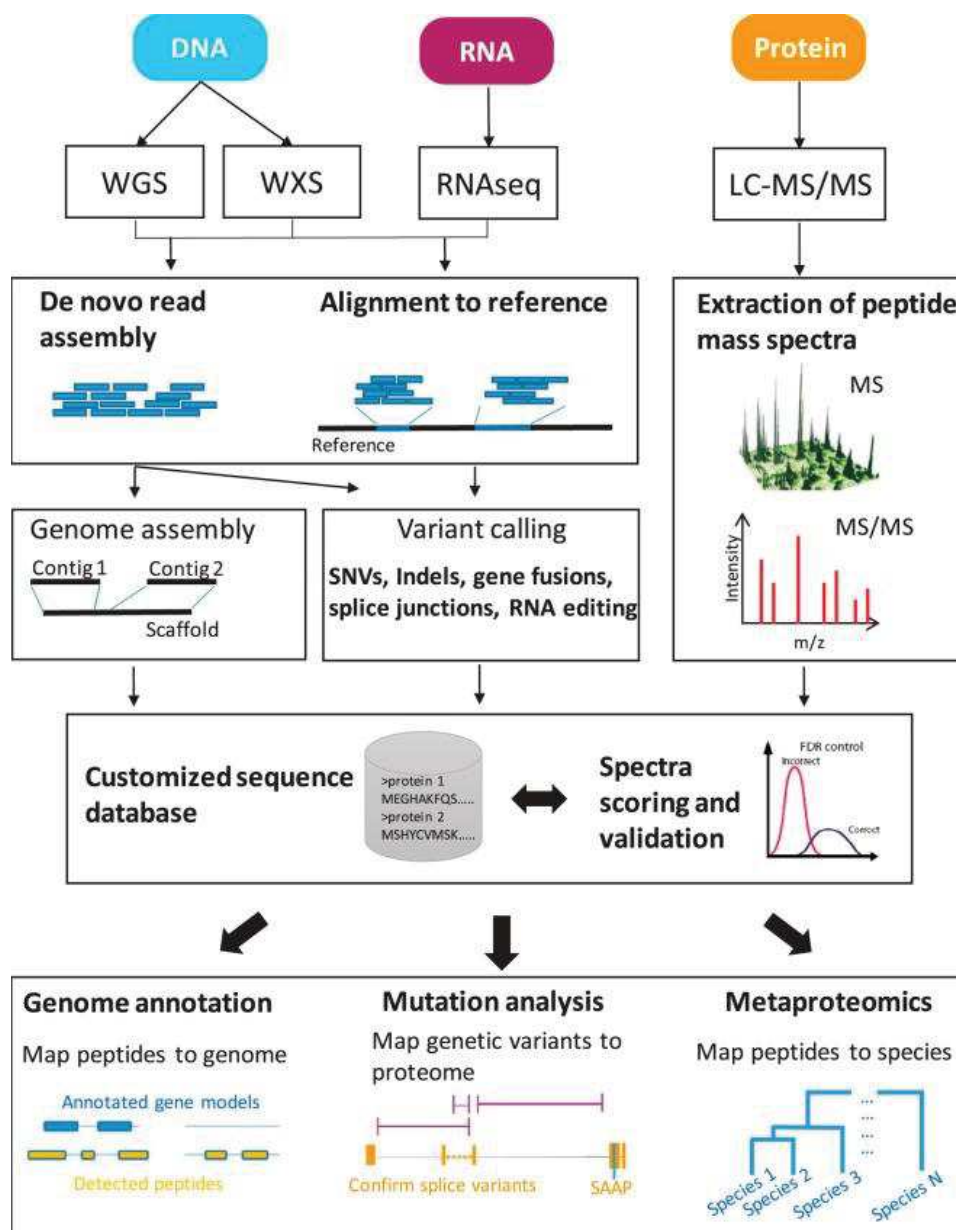 DNA
RNA
Protein
WGS
WXS
RNAseq
LC-MS/MS
De novo read
assembly
Alignment to reference
Reference
Extraction of peptide
mass spectra
MS
MS/MS
Intensity
m/z
Genome assembly
Contig 1
Contig 2
Scaffold
Variant calling
SNVs, Indels, gene fusions,
splice junctions, RNA editing
Customized sequence
database
>protein 1
MEGHAKFQS.....
>protein 2
MSHYCVMSK.....
Spectra
scoring and
validation
FDR control
Incorrect
Correct
Genome annotation
Map peptides to genome
Annotated gene models
Detected peptides
Mutation analysis
Map genetic variants to
proteome
Confirm splice variants
SAAP
Metaproteomics
Map peptides to species
...
...
...
...
Species 1
Species 2
Species 3
Species N